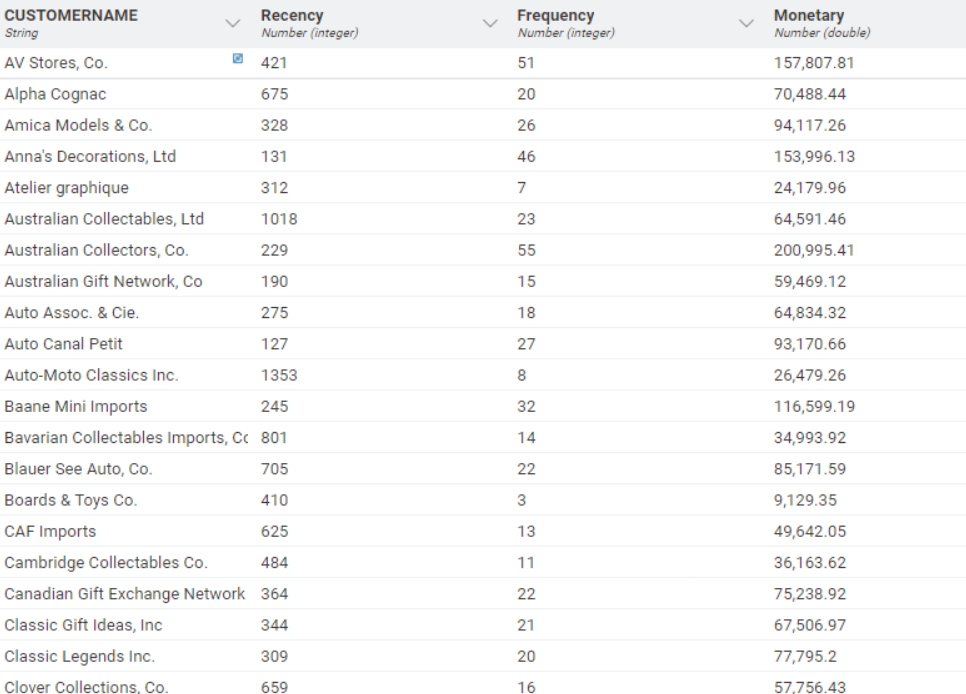 CUSTOMERNAME Recency Frequency Monetary
String Number (integer) Number (integer) Number (double)
AV Stores, Co. 421 51 157,807.81
Alpha Cognac 675 20 70,488.44
Amica Models & Co. 328 26 94,117.26
Anna's Decorations, Ltd 131 46 153,996.13
Atelier graphique 312 7 24,179.96
Australian Collectables, Ltd 1018 23 64,591.46
Australian Collectors, Co. 229 55 200,995.41
Australian Gift Network, Co 190 15 59,469.12
Auto Assoc. & Cie. 275 18 64,834.32
Auto Canal Petit 127 27 93,170.66
Auto-Moto Classics Inc. 1353 8 26,479.26
Baane Mini Imports 245 32 116,599.19
Bavarian Collectables Imports, Co 801 14 34,993.92
Blauer See Auto, Co. 705 22 85,171.59
Boards & Toys Co. 410 3 9,129.35
CAF Imports 625 13 49,642.05
Cambridge Collectables Co. 484 11 36,163.62
Canadian Gift Exchange Network 364 22 75,238.92
Classic Gift Ideas, Inc 344 21 67,506.97
Classic Legends Inc. 309 20 77,795.2
Clover Collections, Co. 659 16 57,756.43